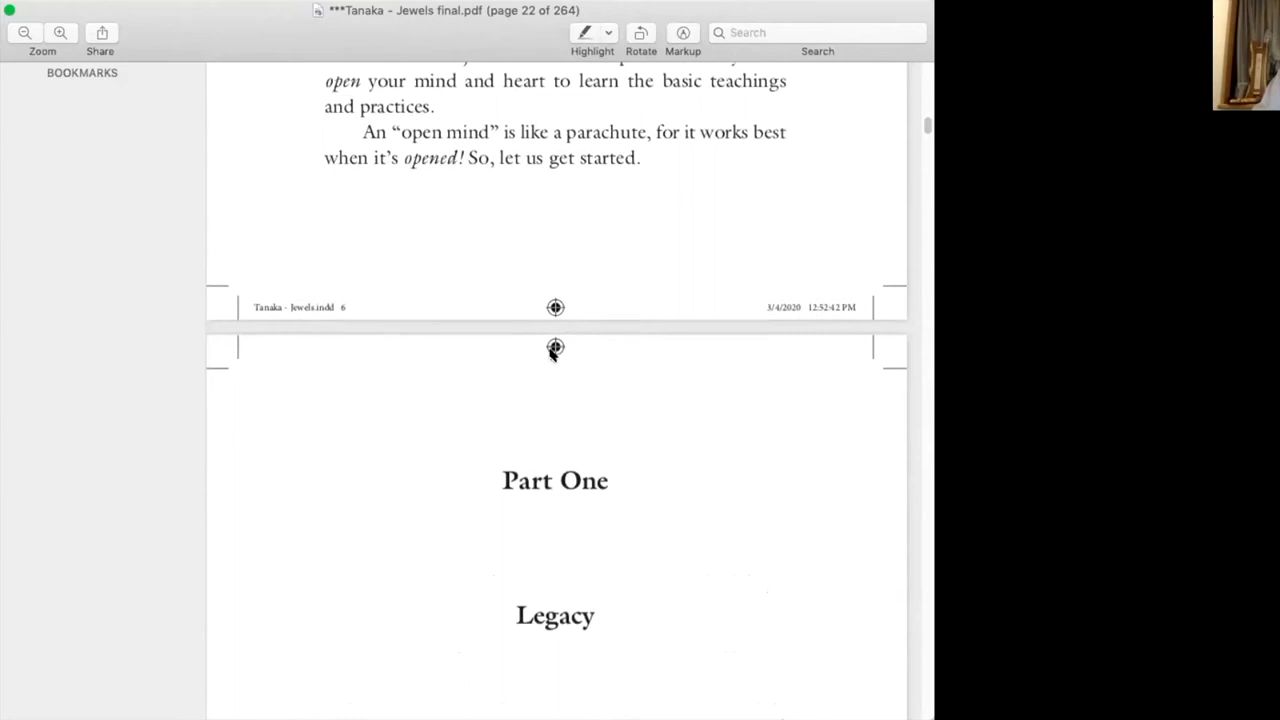 ***Tanaka - Jewels final.pdf (page 22 of 264)
Search
Zoom Share Highlight Rotate Markup Search
BOOKMARKS
open your mind and heart to learn the basic teachings
and practices.
An “open mind” is like a parachute, for it works best
when it’s opened! So, let us get started.
Tanaka - Jewels.indd 6 3/4/2020 12:52:42 PM
Part One
Legacy